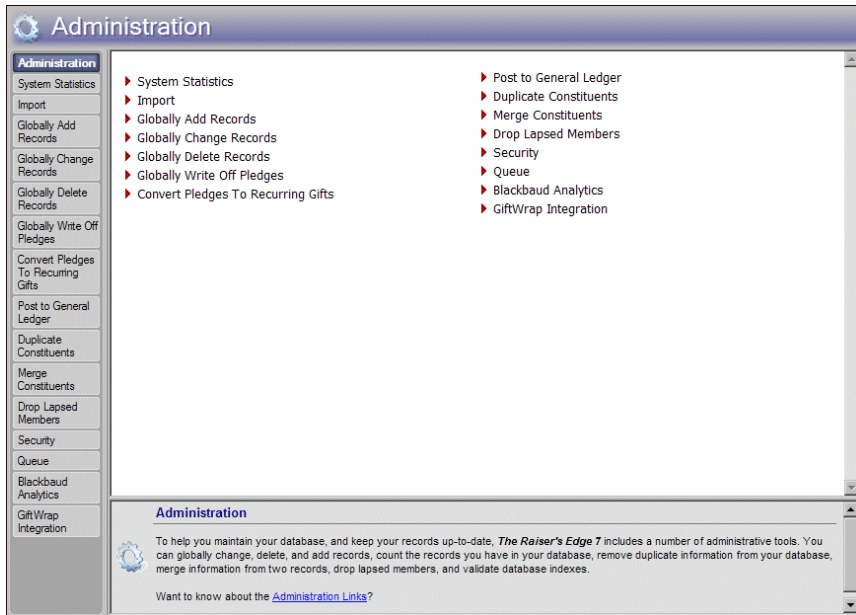 Administration
Administration
System Statistics
Import
Globally Add
Records
Globally Change
Records
Globally Delete
Records
Globally Write Off
Pledges
Convert Pledges
To Recurring
Gifts
Post to General
Ledger
Duplicate
Constituents
Merge
Constituents
Drop Lapsed
Members
Security
Queue
Blackbaud
Analytics
GiftWrap
Integration
System Statistics
Import
Globally Add Records
Globally Change Records
Globally Delete Records
Globally Write Off Pledges
Convert Pledges To Recurring Gifts
Post to General Ledger
Duplicate Constituents
Merge Constituents
Drop Lapsed Members
Security
Queue
Blackbaud Analytics
GiftWrap Integration
Administration
To help you maintain your database, and keep your records up-to-date, The Raiser's Edge 7 includes a number of administrative tools. You
can globally change, delete, and add records, count the records you have in your database, remove duplicate information from your database,
merge information from two records, drop lapsed members, and validate database indexes.
Want to know about the Administration Links?